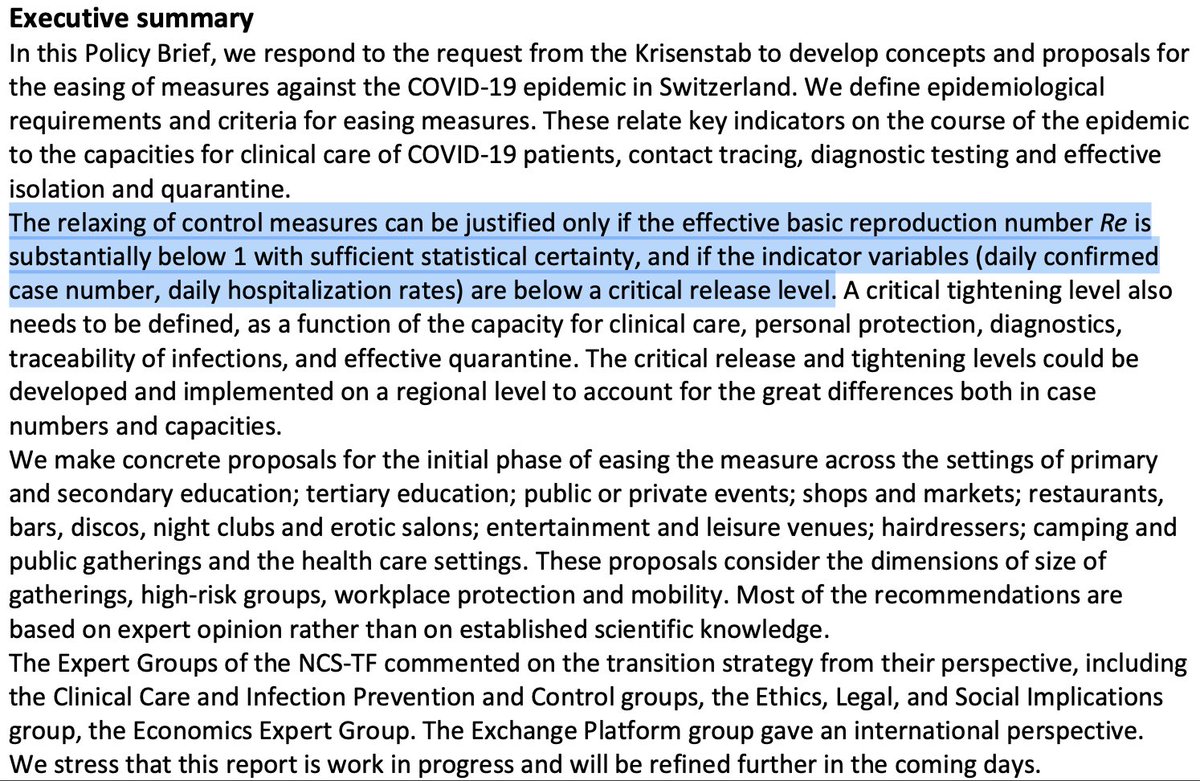 Executive summary
In this Policy Brief, we respond to the request from the Krisenstab to develop concepts and proposals for
the easing of measures against the COVID-19 epidemic in Switzerland. We define epidemiological
requirements and criteria for easing measures. These relate key indicators on the course of the epidemic
to the capacities for clinical care of COVID-19 patients, contact tracing, diagnostic testing and effective
isolation and quarantine.
The relaxing of control measures can be justified only if the effective basic reproduction number Re is
substantially below 1 with sufficient statistical certainty, and if the indicator variables (daily confirmed
case number, daily hospitalization rates) are below a critical release level. A critical tightening level also
needs to be defined, as a function of the capacity for clinical care, personal protection, diagnostics,
traceability of infections, and effective quarantine. The critical release and tightening levels could be
developed and implemented on a regional level to account for the great differences both in case
numbers and capacities.
We make concrete proposals for the initial phase of easing the measure across the settings of primary
and secondary education; tertiary education; public or private events; shops and markets; restaurants,
bars, discos, night clubs and erotic salons; entertainment and leisure venues; hairdressers; camping and
public gatherings and the health care settings. These proposals consider the dimensions of size of
gatherings, high-risk groups, workplace protection and mobility. Most of the recommendations are
based on expert opinion rather than on established scientific knowledge.
The Expert Groups of the NCS-TF commented on the transition strategy from their perspective, including
the Clinical Care and Infection Prevention and Control groups, the Ethics, Legal, and Social Implications
group, the Economics Expert Group. The Exchange Platform group gave an international perspective.
We stress that this report is work in progress and will be refined further in the coming days.